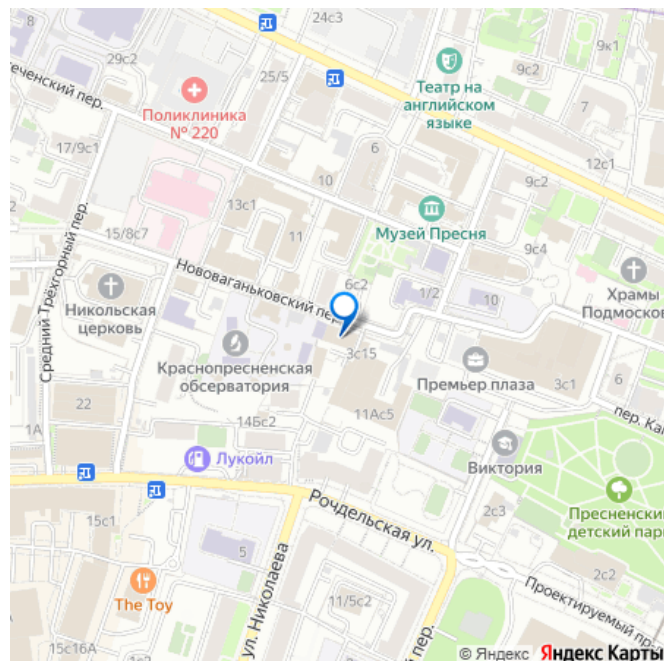 24с3
29с2
9к1
9с2
Театр на
английском
языке
25/5
7
Поликлиника
№ 220
еченский пер.
17/9с1
6
12с1
10
9с2
13с1
Музей Пресня
15/8с7
11
9с4
Средний Трёхгорный пер.
Нововаганьковский пер.
6с2
1/2
10
Никольская
церковь
Храмы
Подмосков
Краснопресненская
обсерватория
3с15
Премьер плаза
3с1
6
22
11Ас5
пер. Ка
1А
14Бс2
Лукойл
Виктория
Рочдельская ул.
Пресненски
детский парк
2с3
15с1
5
ул. Николаева
2с2
The Toy
11/5с2
Проектируемый пр
15с16А
й пер.
© Яндекс Яндекс Карты